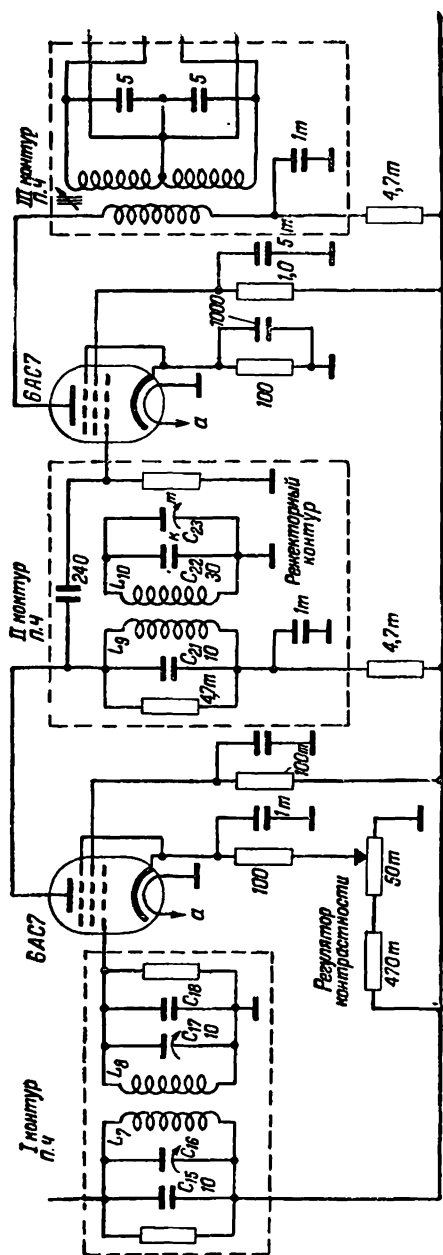 I контур
П.ч
C15
10
C16
L7
L8
C17
10
C18
6АС7
а
100
1т
100т
Регулятор
контрастности
470т
50т
II контур
П.ч
240
47т
C21
10
L9
L10
C22
30
К
C23
т
Режекторный
контур
1т
4,7т
6АС7
а
100
1000
1,0
5т
III контур
П.ч
5
5
1т
4,7т